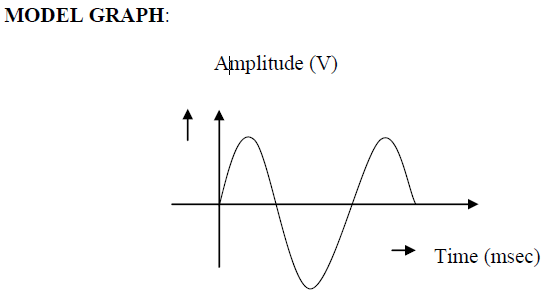 MODEL GRAPH:
Amplitude (V)
Time (msec)